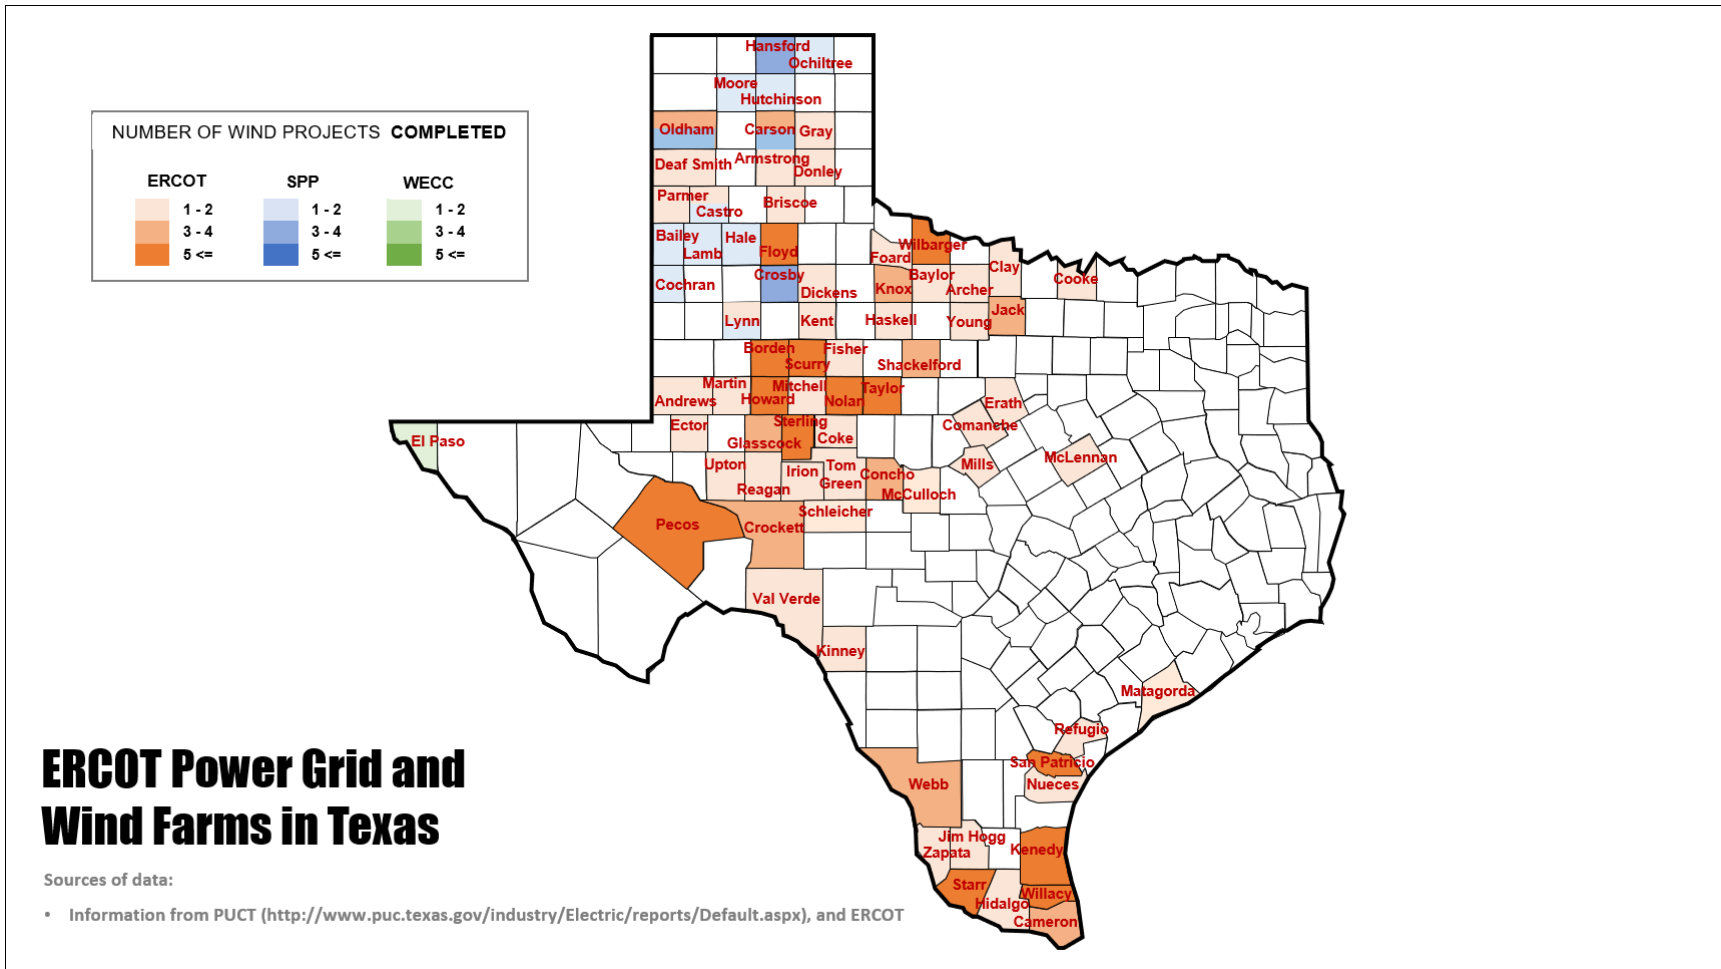 Hansford
Ochiltree
Moore
Hutchinson
NUMBER OF WIND PROJECTS COMPLETED
Oldham Carson Gray
Deaf Smith Armstrong
Donley
ERCOT SPP WECC
1 - 2 1 - 2 1 - 2
3 - 4 3 - 4 3 - 4
5 <= 5 <= 5 <=
Parmer
Castro Briscoe
Bailey Hale
Lamb Floyd
Wilbarger
Foard
Cochran Crosby
Dickens
Knox Baylor
Archer
Clay
Cooke
Lynn Kent Haskell Young Jack
Borden Fisher
Scurry Shackelford
Martin Mitchell Taylor
Andrews Howard Nolan
Erath
Ector Sterling
Glasscock Coke
Comanche
El Paso
Upton Irion Tom
Green
Concho
Reagan McCulloch
Mills McLennan
Schleicher
Pecos Crockett
Val Verde
Kinney
Matagorda
Refugio
San Patricio
Nueces
Webb
Jim Hogg
Zapata Kenedy
Starr Willacy
Hidalgo
Cameron
ERCOT Power Grid and
Wind Farms in Texas
Sources of data:
• Information from PUCT (http://www.puc.texas.gov/industry/Electric/reports/Default.aspx), and ERCOT